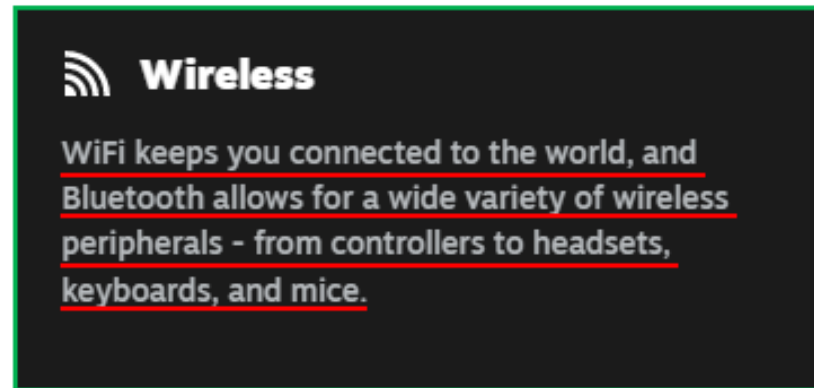 Wireless
WiFi keeps you connected to the world, and
Bluetooth allows for a wide variety of wireless
peripherals - from controllers to headsets,
keyboards, and mice.